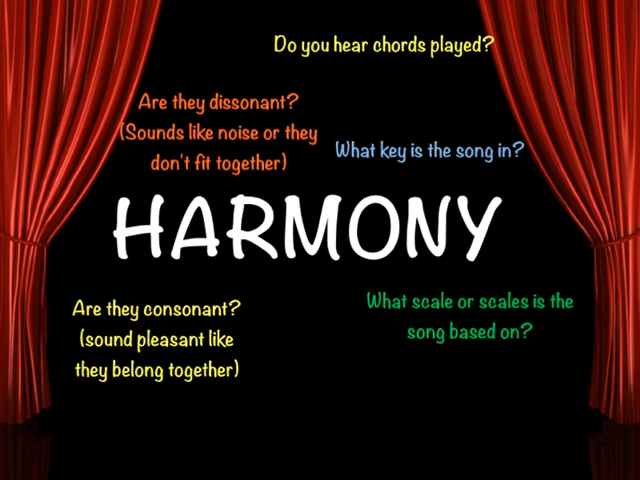 Do you hear chords played?
Are they dissonant?
(Sounds like noise or they
don't fit together)
What key is the song in?
HARMONY
Are they consonant?
(sound pleasant like
they belong together)
What scale or scales is the
song based on?